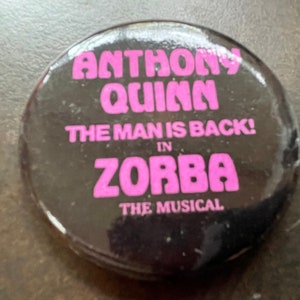 ANTHONY
QUINN
THE MAN IS BACK!
IN
ZORBA
THE MUSICAL